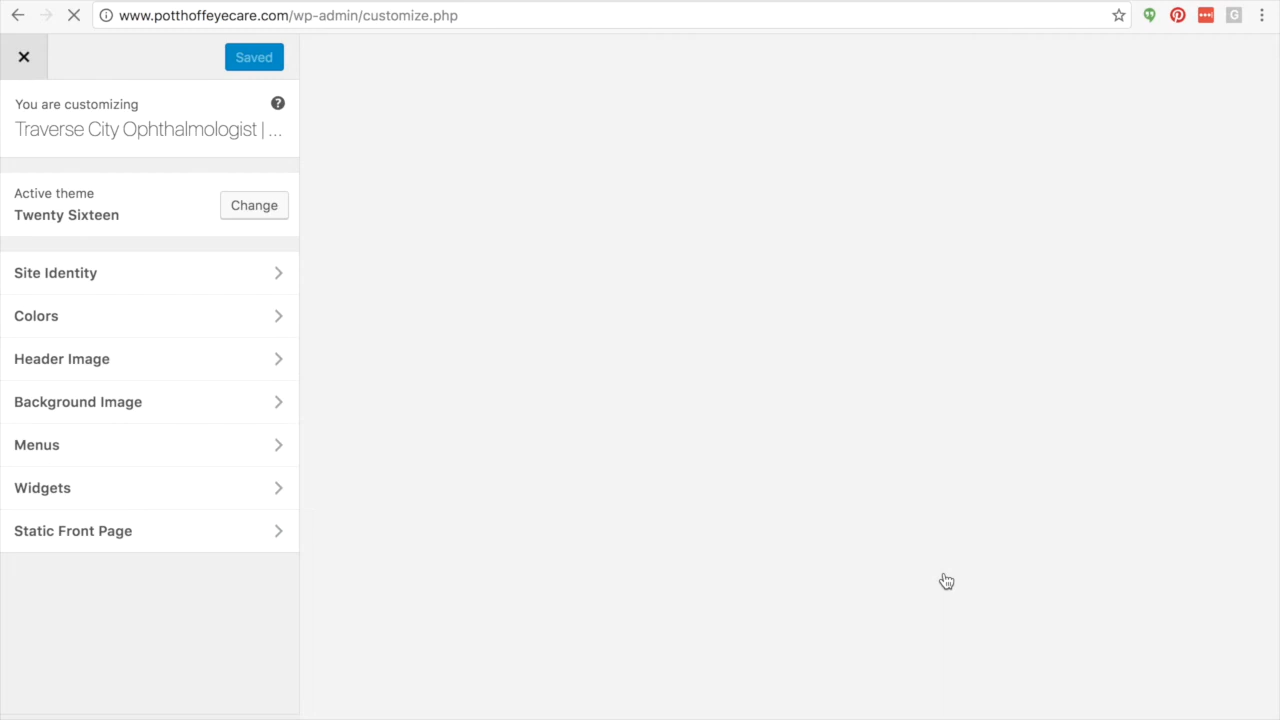 www.potthoffeyecare.com/wp-admin/customize.php
G
Saved
You are customizing
?
Traverse City Ophthalmologist | ...
Active theme
Twenty Sixteen
Change
Site Identity
Colors
Header Image
Background Image
Menus
Widgets
Static Front Page